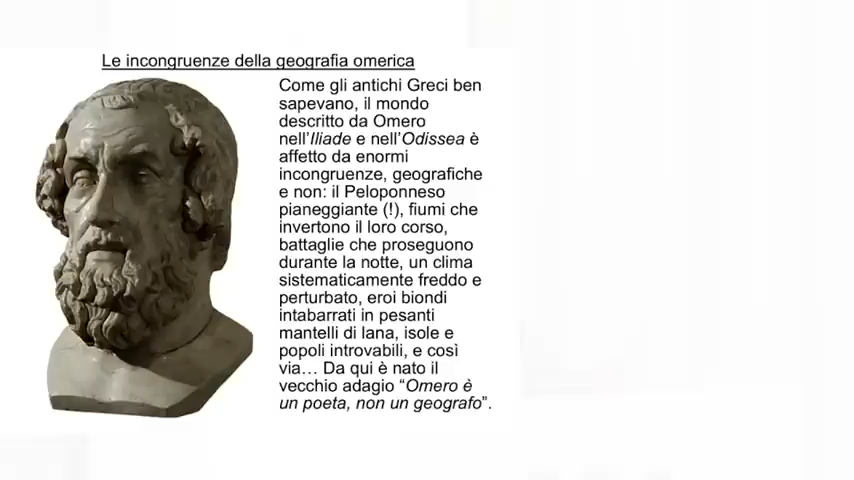 Le incongruenze della geografia omerica
Come gli antichi Greci ben
sapevano, il mondo
descritto da Omero
nell'Iliade e nell'Odissea è
affetto da enormi
incongruenze, geografiche
e non: il Peloponneso
pianeggiante (!), fiumi che
invertono il loro corso,
battaglie che proseguono
durante la notte, un clima
sistematicamente freddo e
perturbato, eroi biondi
intabarrati in pesanti
mantelli di lana, isole e
popoli introvabili, e così
via… Da qui è nato il
vecchio adagio “Omero è
un poeta, non un geografo”.